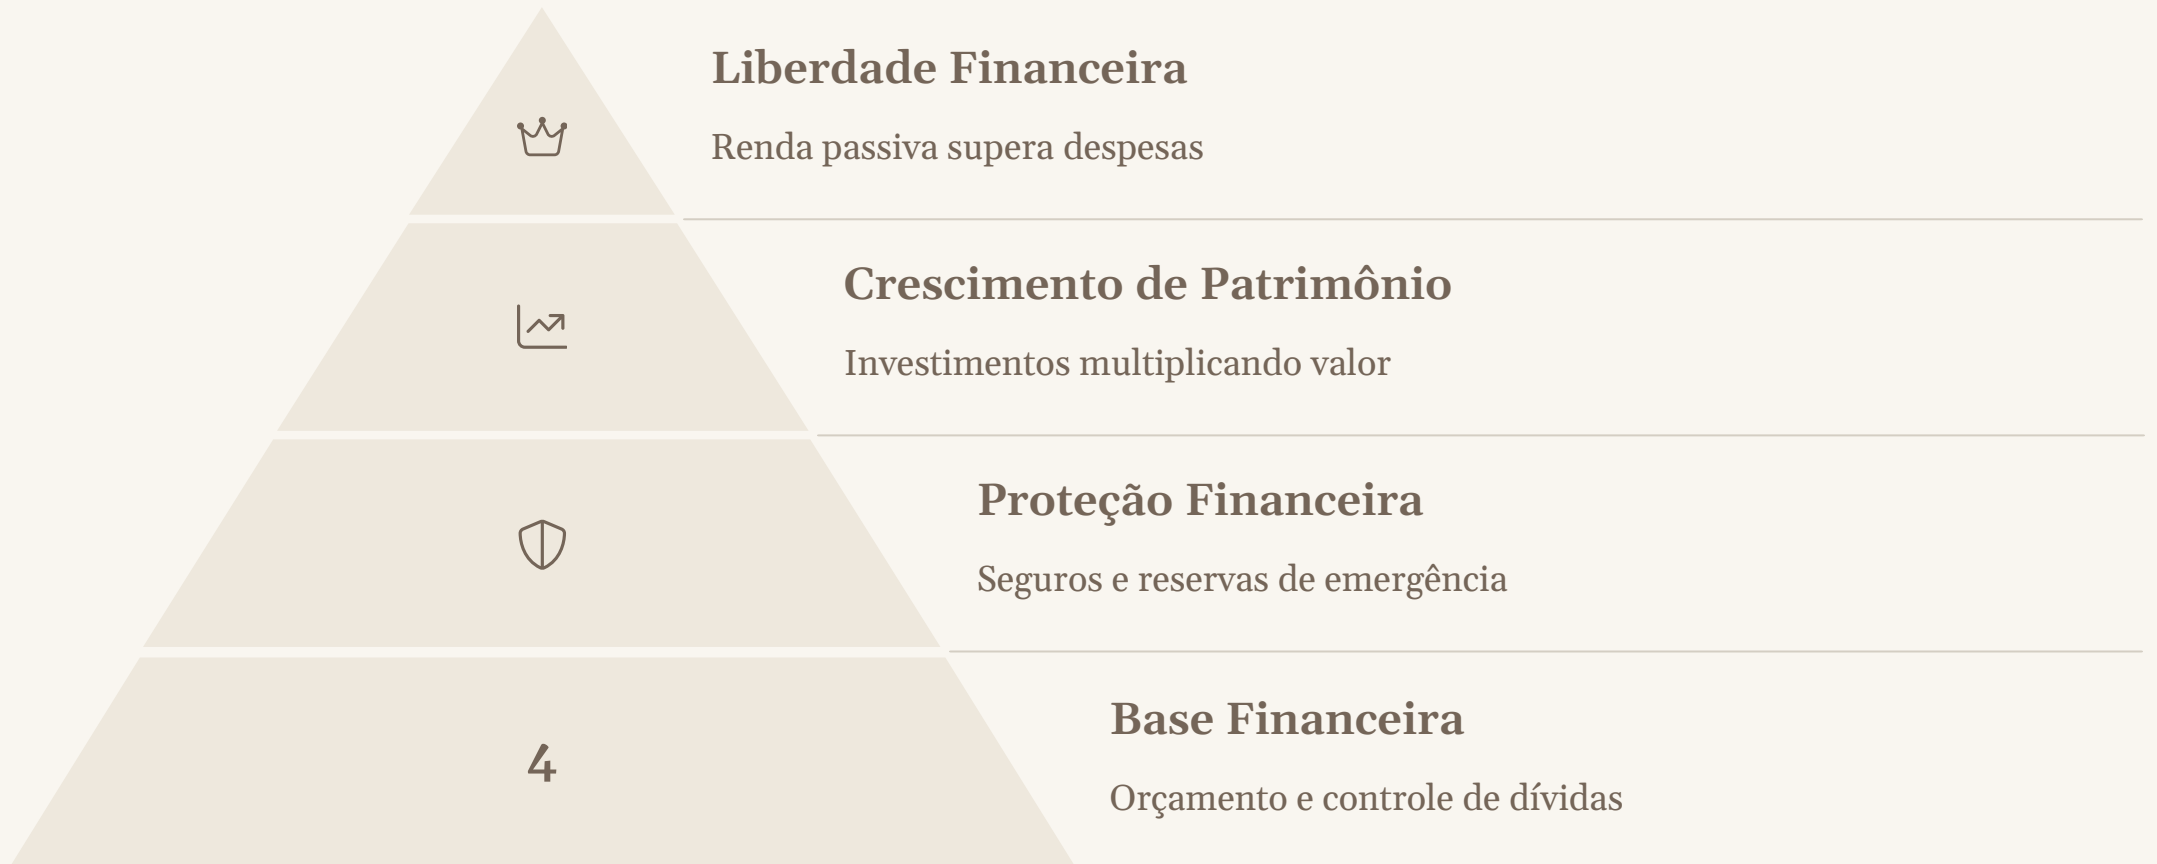 Liberdade Financeira
Renda passiva supera despesas
Crescimento de Patrimônio
Investimentos multiplicando valor
Proteção Financeira
Seguros e reservas de emergência
4
Base Financeira
Orçamento e controle de dívidas